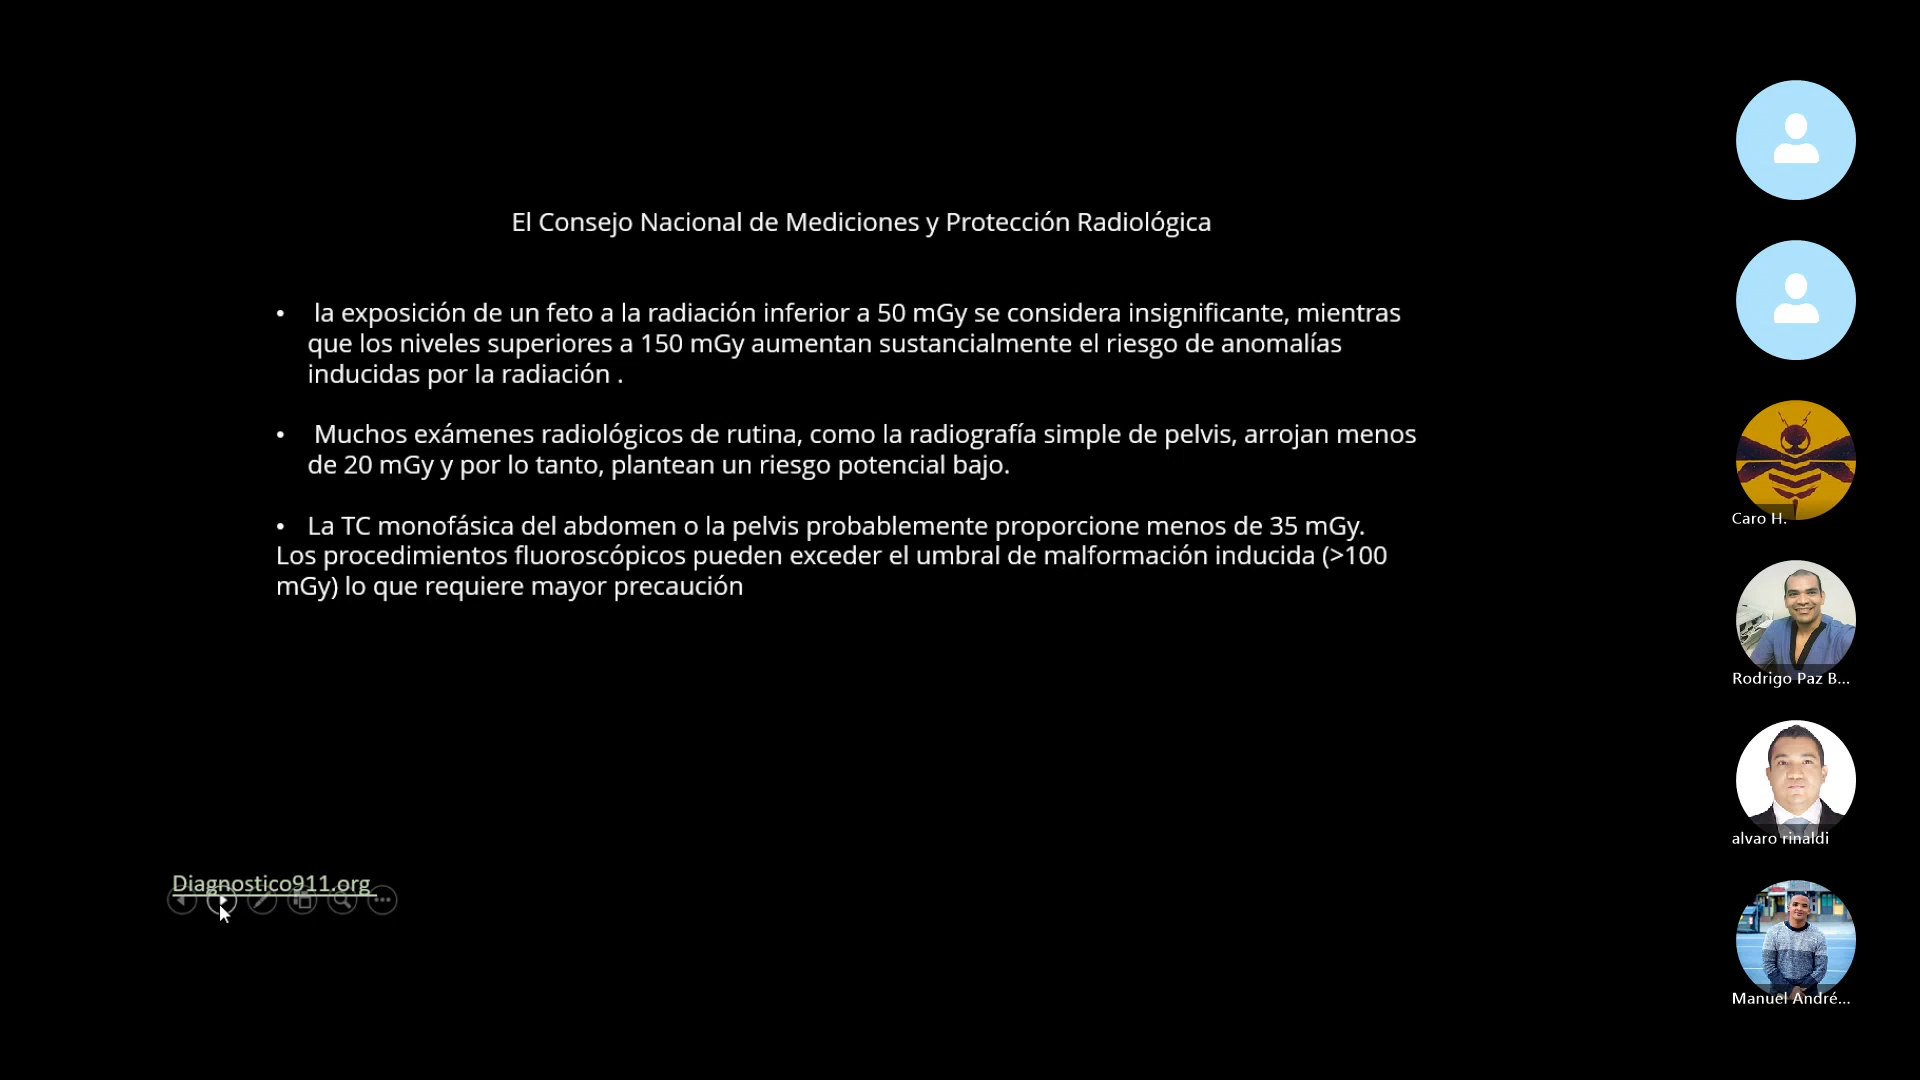 El Consejo Nacional de Mediciones y Protección Radiológica
• la exposición de un feto a la radiación inferior a 50 mGy se considera insignificante, mientras
que los niveles superiores a 150 mGy aumentan sustancialmente el riesgo de anomalías
inducidas por la radiación .
• Muchos exámenes radiológicos de rutina, como la radiografía simple de pelvis, arrojan menos
de 20 mGy y por lo tanto, plantean un riesgo potencial bajo.
• La TC monofásica del abdomen o la pelvis probablemente proporcione menos de 35 mGy.
Los procedimientos fluoroscópicos pueden exceder el umbral de malformación inducida (>100
mGy) lo que requiere mayor precaución
Diagnostico911.org
Caro H.
Rodrigo Paz B...
alvaro rinaldi
Manuel André...